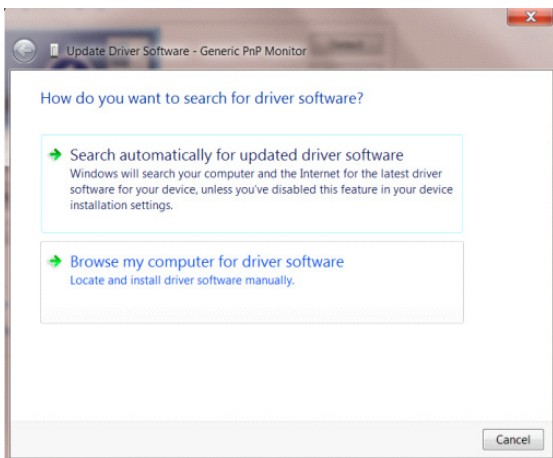 Update Driver Software - Generic PnP Monitor
How do you want to search for driver software?
Search automatically for updated driver software
Windows will search your computer and the Internet for the latest driver
software for your device, unless you've disabled this feature in your device
installation settings.
Browse my computer for driver software
Locate and install driver software manually.
Cancel